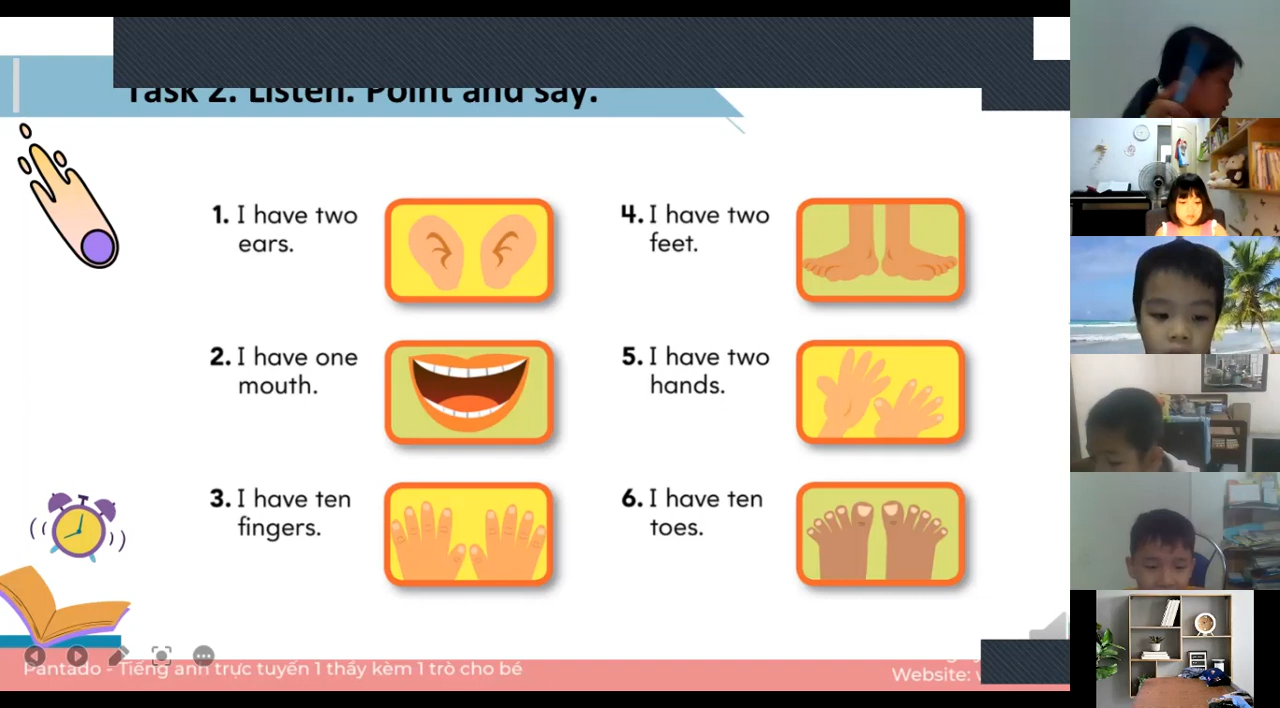 Task 2. Listen. Point and say.
1. I have two
ears.
2. I have one
mouth.
3. I have ten
fingers.
4. I have two
feet.
5. I have two
hands.
6. I have ten
toes.
Pantado - Tiếng anh trực tuyến 1 thầy kèm 1 trò cho bé
Website: